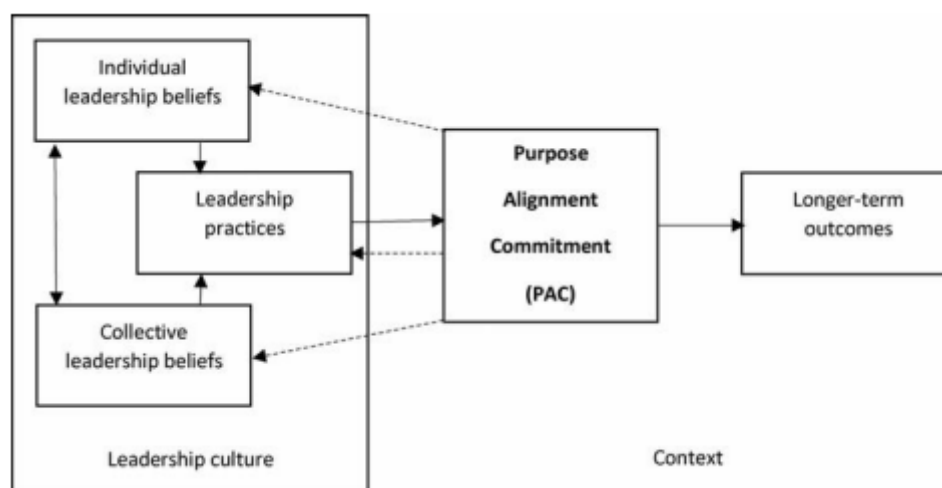 Individual
leadership beliefs
Leadership
practices
Collective
leadership beliefs
Leadership culture
Purpose
Alignment
Commitment
(PAC)
Longer-term
outcomes
Context